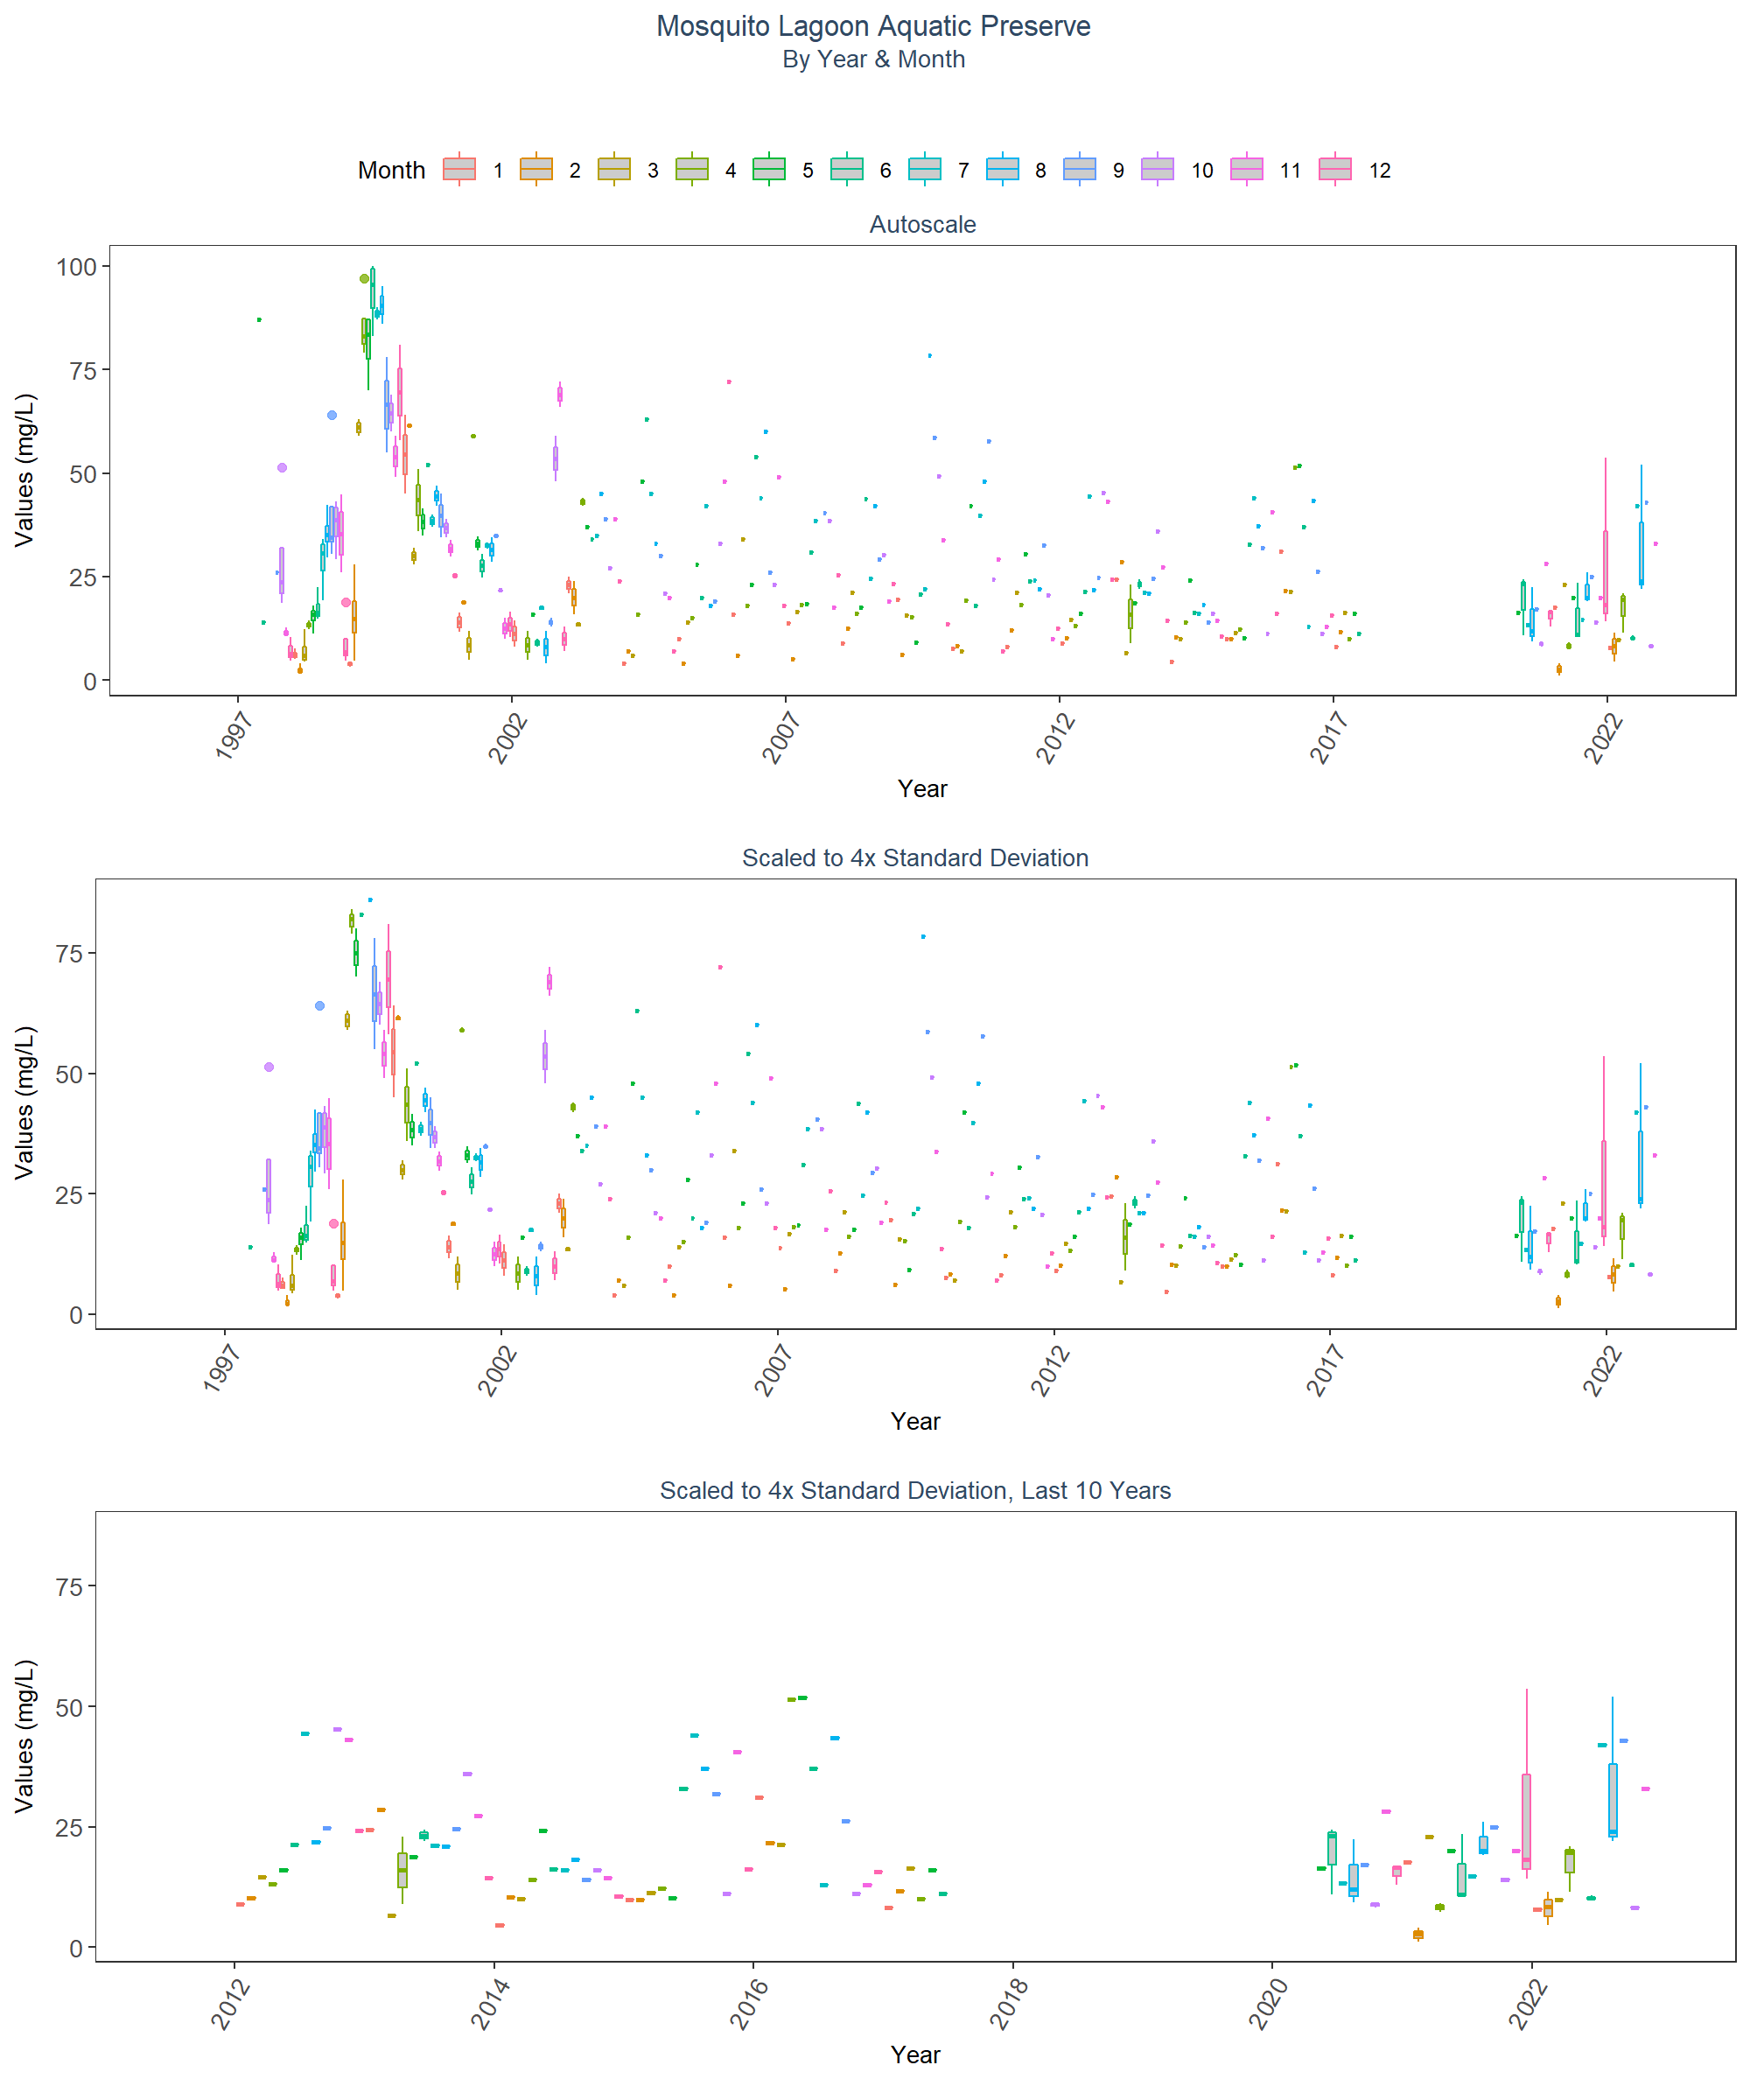 Mosquito Lagoon Aquatic Preserve
By Year & Month
Month 1 2 3 4 5 6 7 8 9 10 11 12
Autoscale
Values (mg/L)
100
75
50
25
0
1997 2002 2007 2012 2017 2022
Year
Scaled to 4x Standard Deviation
Values (mg/L)
75
50
25
0
1997 2002 2007 2012 2017 2022
Year
Scaled to 4x Standard Deviation, Last 10 Years
Values (mg/L)
75
50
25
0
2012 2014 2016 2018 2020 2022
Year